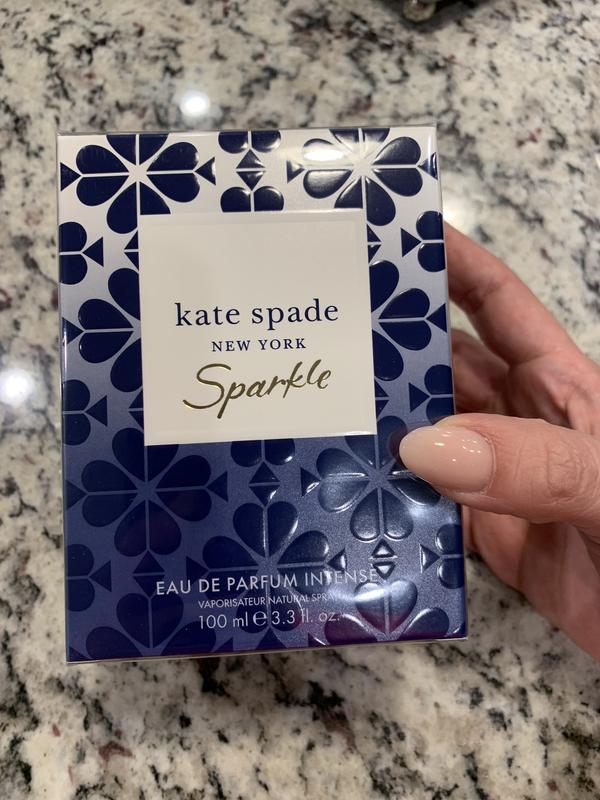 kate spade
NEW YORK
Sparkle
EAU DE PARFUM INTENSE
VAPORISATEUR NATURAL SPRAY
100 ml ℮ 3.3 fl. oz.